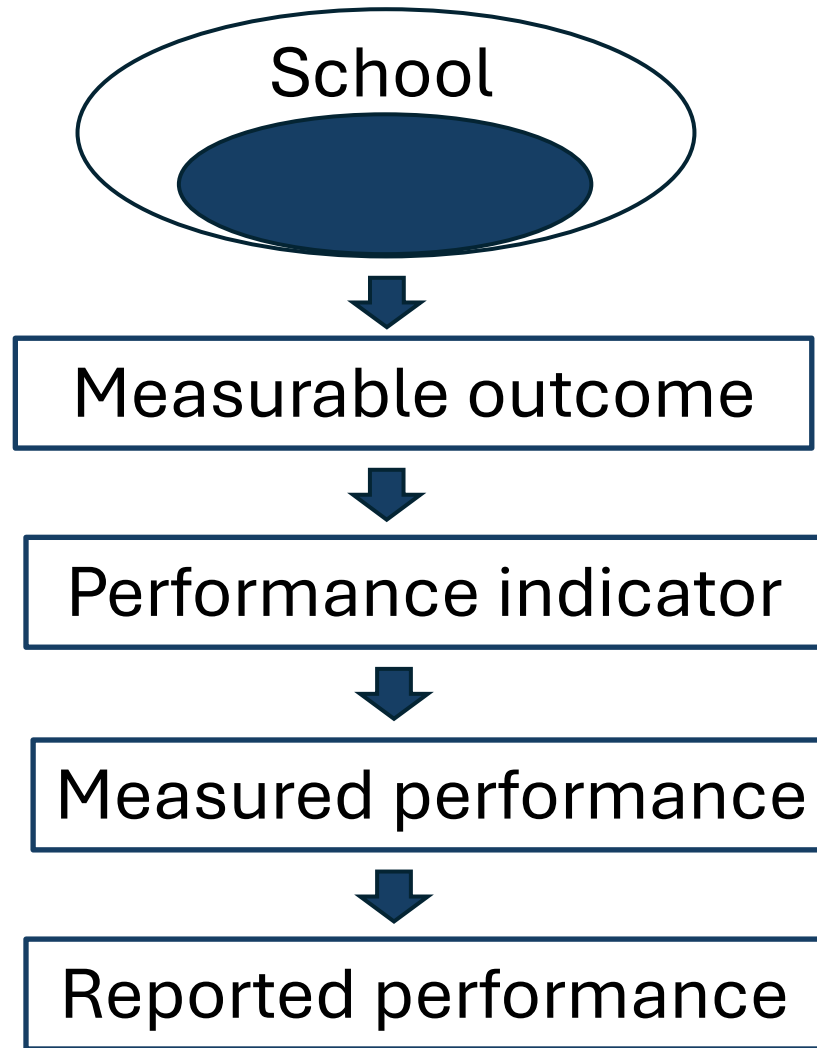 School
Measurable outcome
Performance indicator
Measured performance
Reported performance